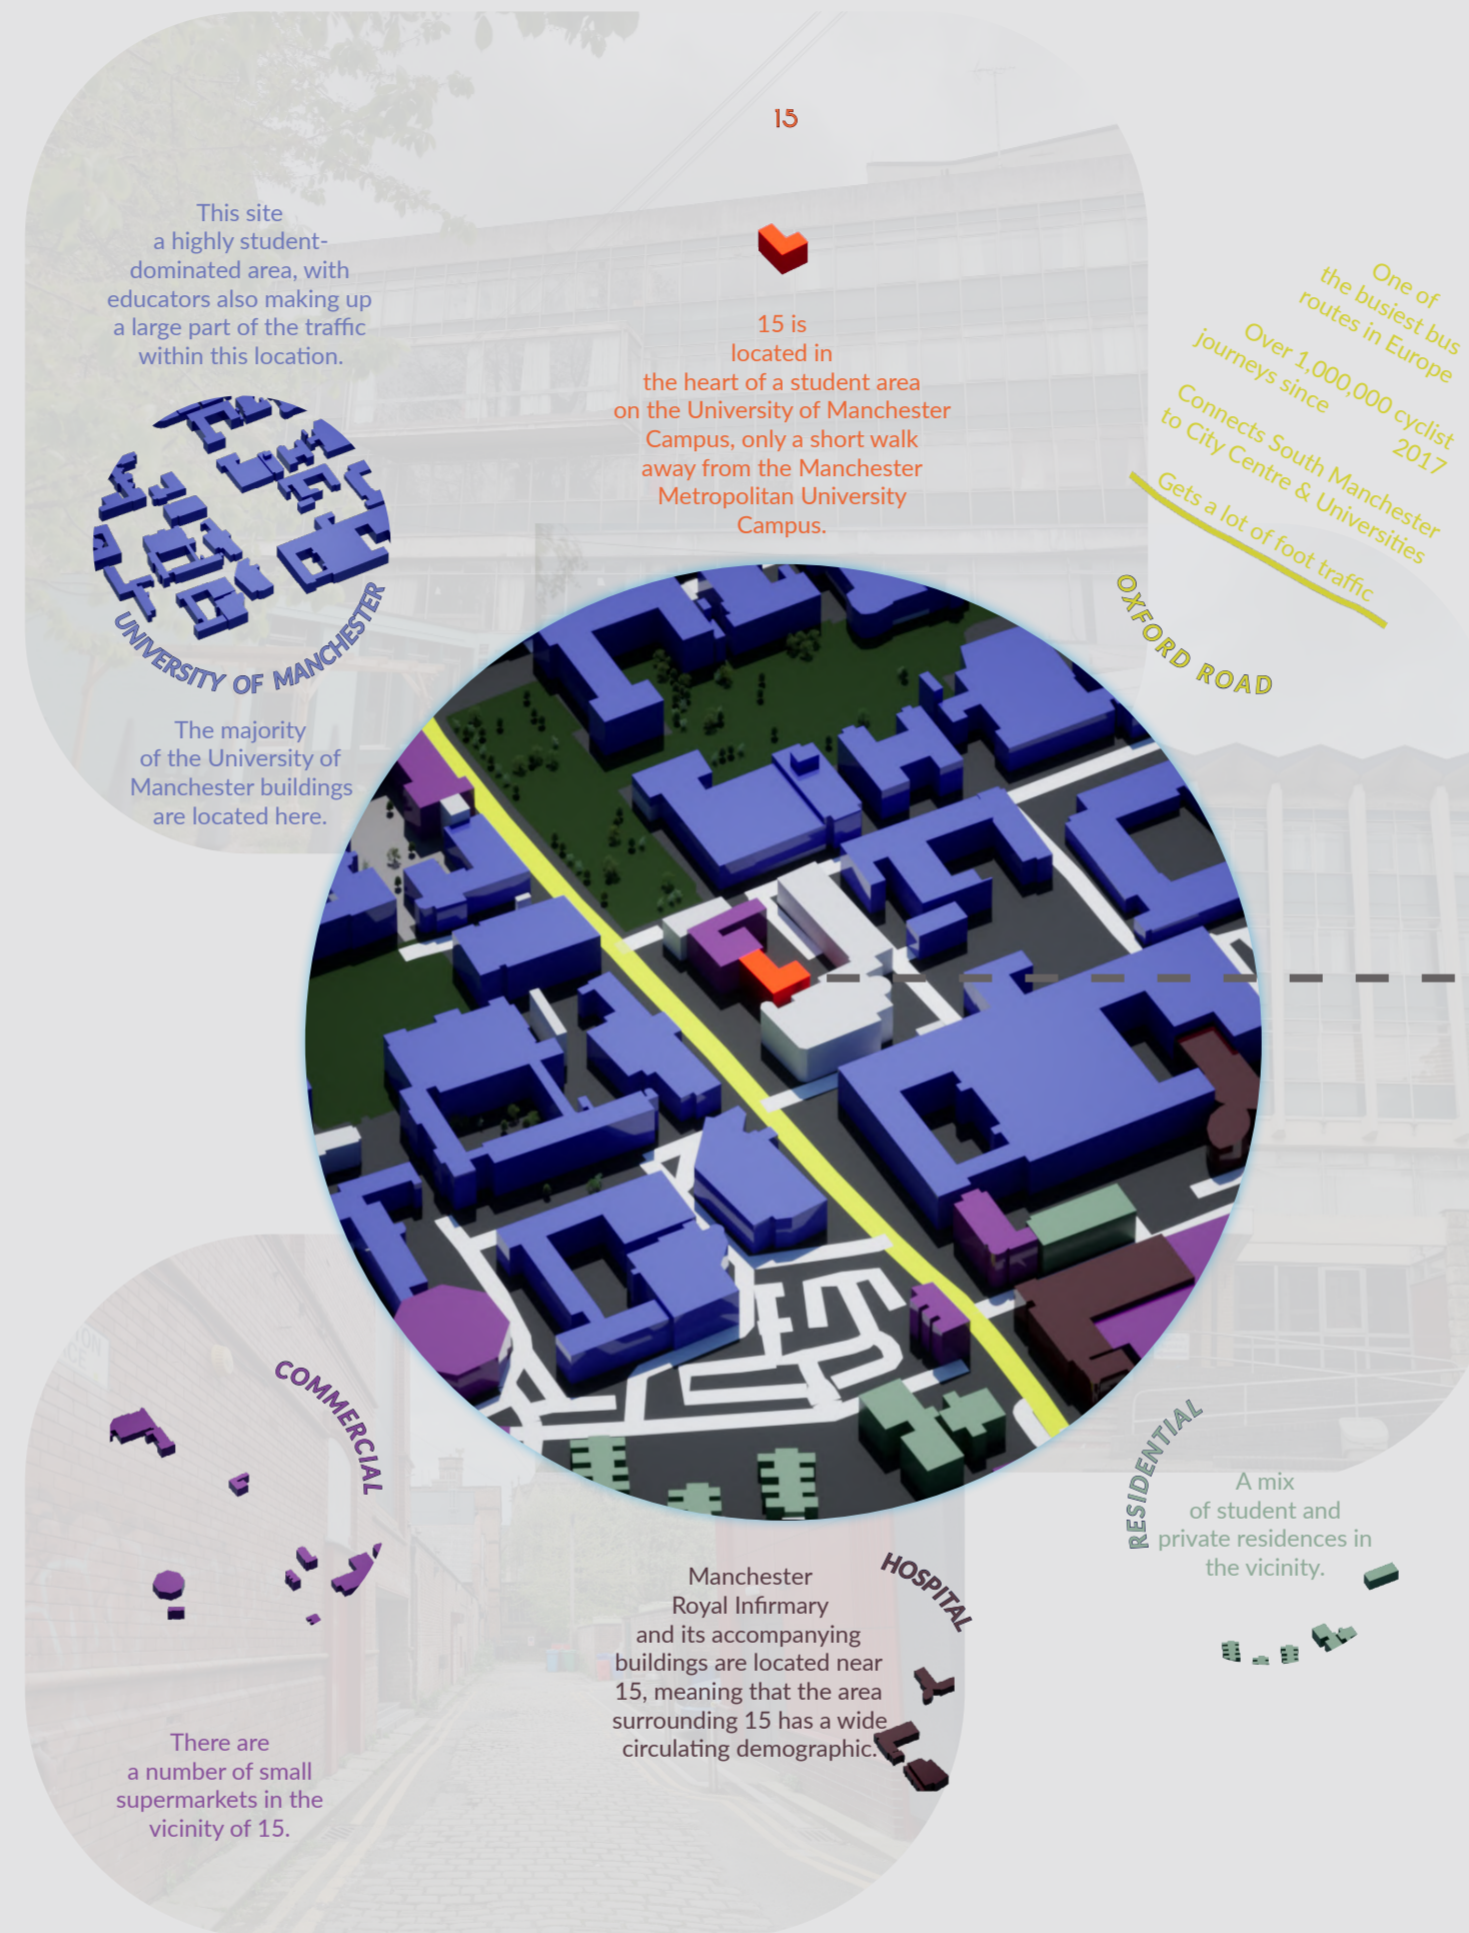 15
This site
a highly student-
dominated area, with
educators also making up
a large part of the traffic
within this location.
UNIVERSITY OF MANCHESTER
The majority
of the University of
Manchester buildings
are located here.
15 is
located in
the heart of a student area
on the University of Manchester
Campus, only a short walk
away from the Manchester
Metropolitan University
Campus.
One of
the busiest bus
routes in Europe
Over 1,000,000 cyclist
journeys since 2017
Connects South Manchester
to City Centre & Universities
Gets a lot of foot traffic
OXFORD ROAD
COMMERCIAL
There are
a number of small
supermarkets in the
vicinity of 15.
HOSPITAL
Manchester
Royal Infirmary
and its accompanying
buildings are located near
15, meaning that the area
surrounding 15 has a wide
circulating demographic.
RESIDENTIAL
A mix
of student and
private residences in
the vicinity.